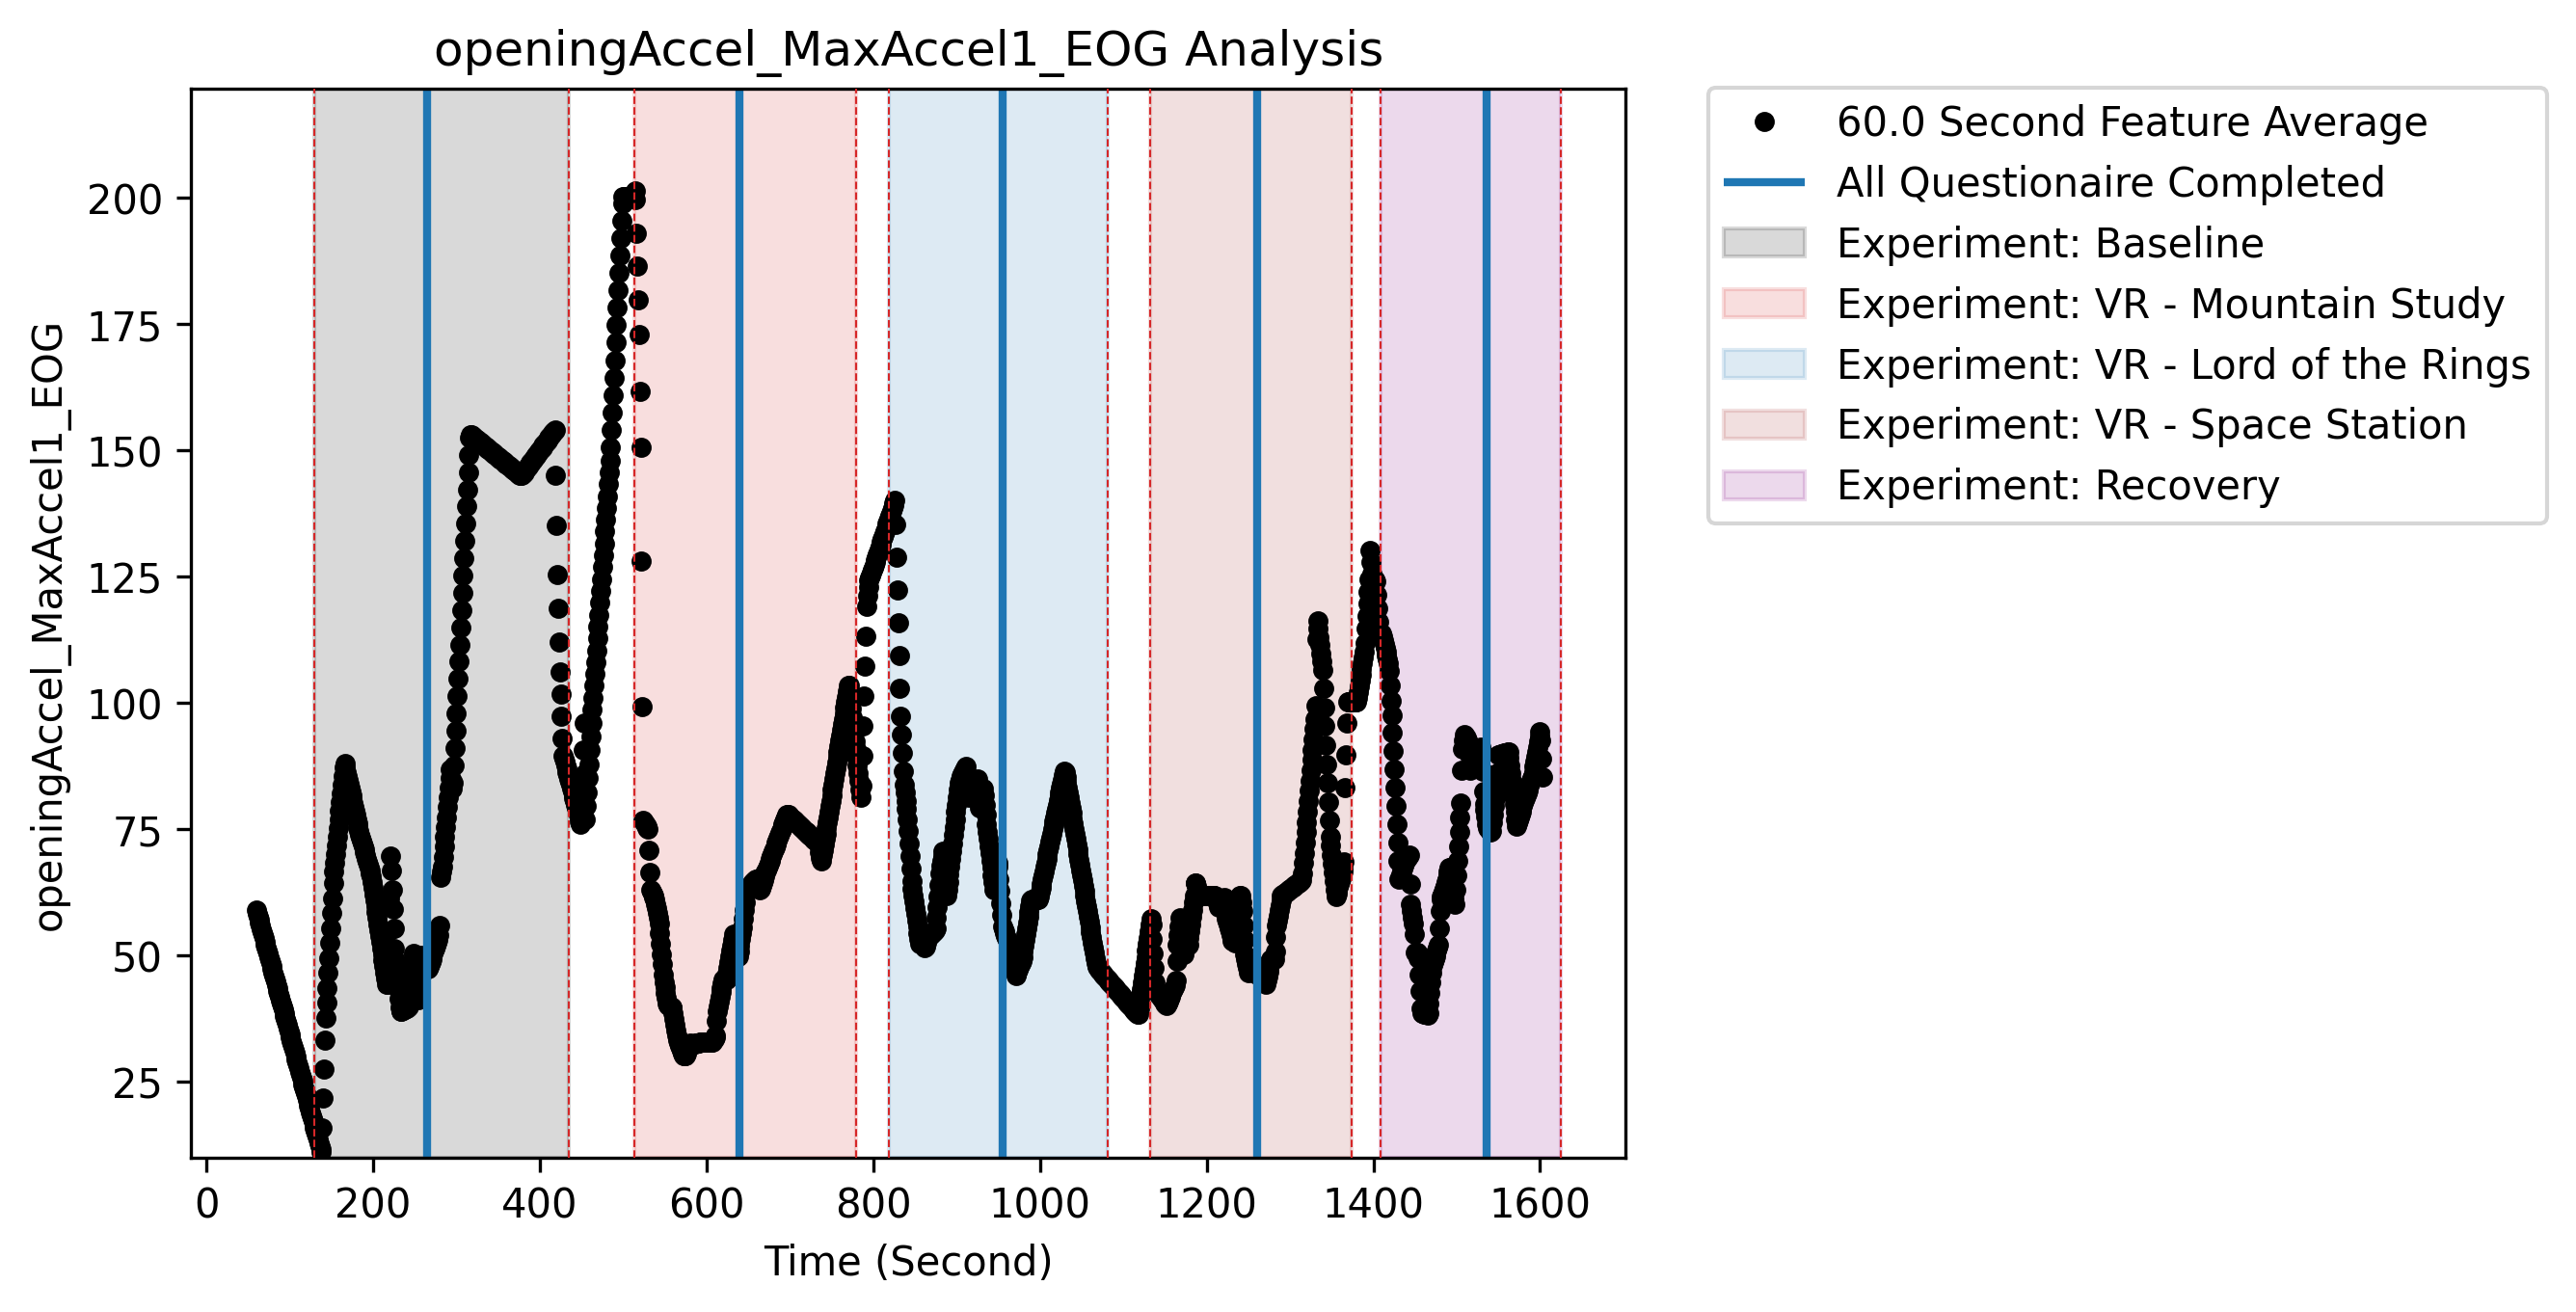 openingAccel_MaxAccel1_EOG Analysis
openingAccel_MaxAccel1_EOG
200
175
150
125
100
75
50
25
0 200 400 600 800 1000 1200 1400 1600
Time (Second)
60.0 Second Feature Average
All Questionaire Completed
Experiment: Baseline
Experiment: VR - Mountain Study
Experiment: VR - Lord of the Rings
Experiment: VR - Space Station
Experiment: Recovery